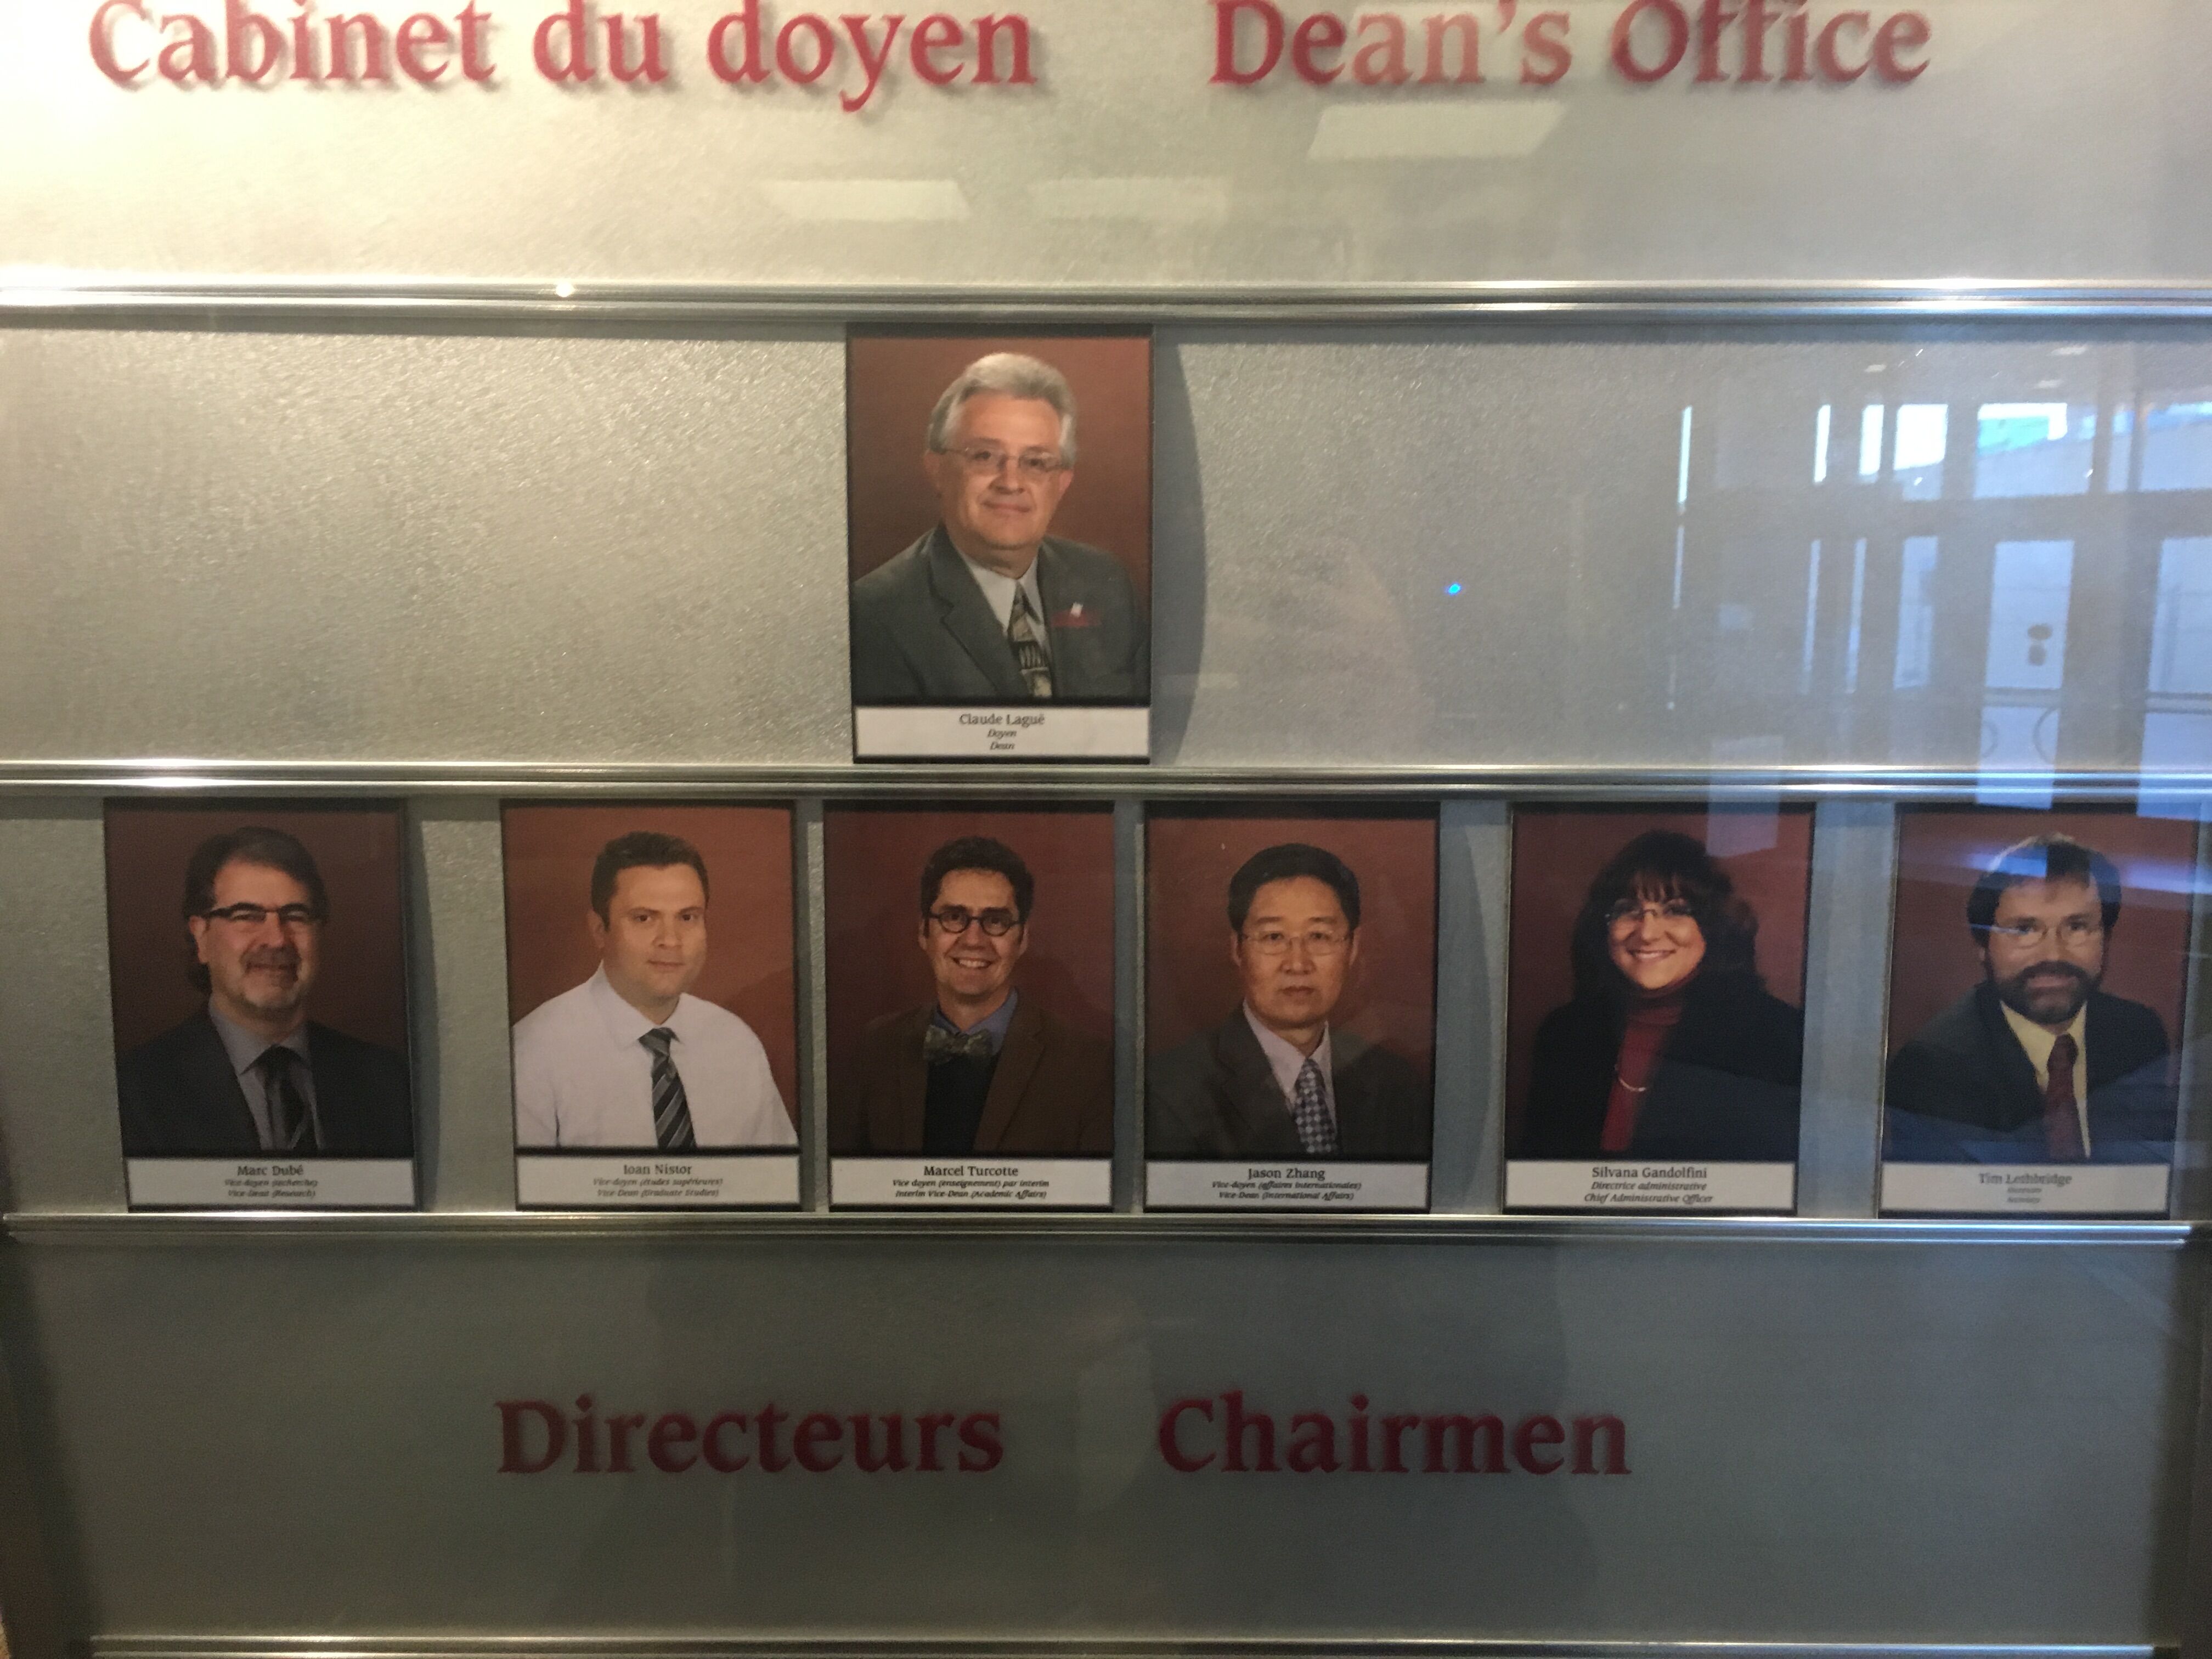 Cabinet du doyen Dean's Office
Claude Laguë
Doyen
Dean
Marc Dubé
Vice-doyen (recherche)
Vice-Dean (Research)
Ioan Nistor
Vice-doyen (études supérieures)
Vice-Dean (Graduate Studies)
Marcel Turcotte
Vice doyen (enseignement) par interim
Interim Vice-Dean (Academic Affairs)
Jason Zhang
Vice-doyen (affaires internationales)
Vice-Dean (International Affairs)
Silvana Gandolfini
Directrice administrative
Chief Administrative Officer
Tim Lethbridge
Directeurs Chairmen